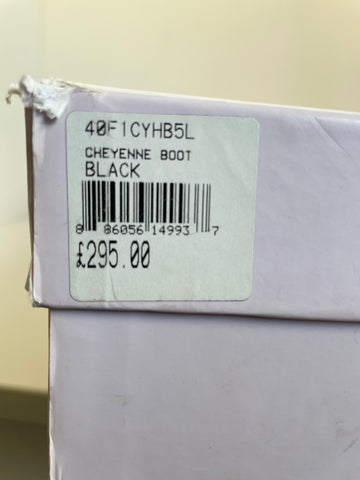 40F1CYHB5L
CHEYENNE BOOT
BLACK
8 86056 14993 7
£295.00